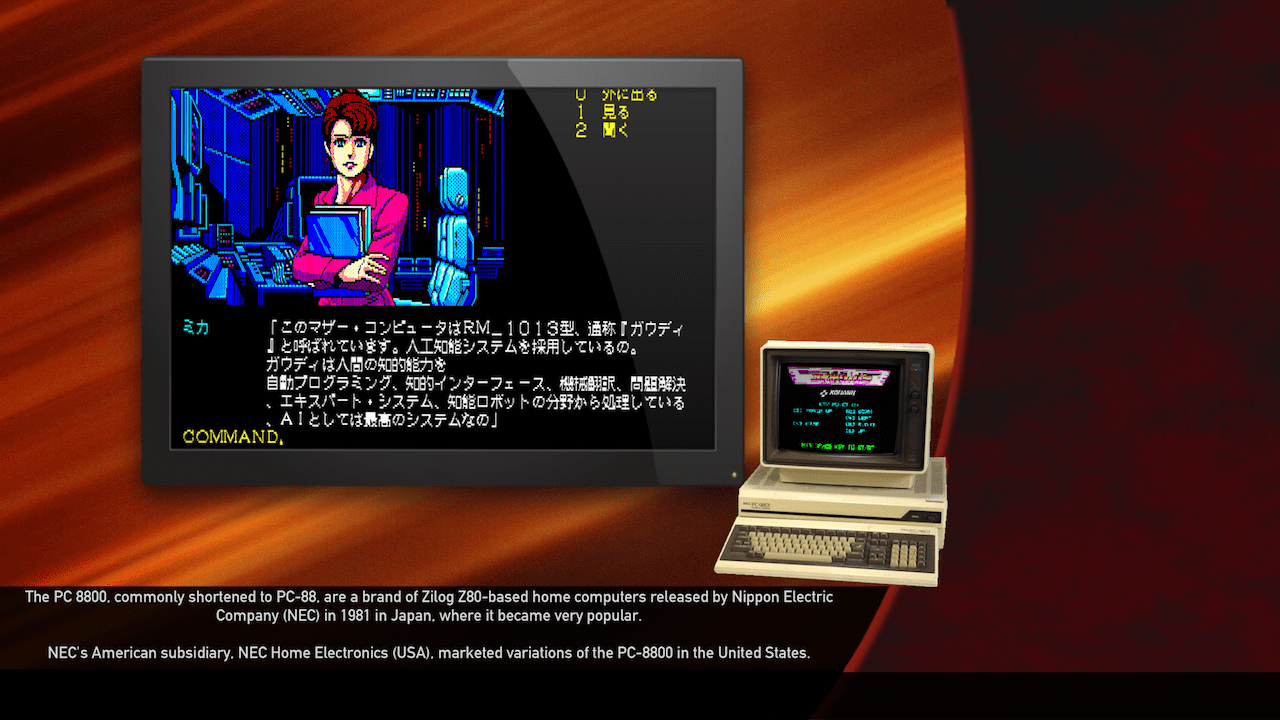 0 外に出る
1 見る
2 聞く
ミカ 「このマザー・コンピュータはRM_1013型、通称『ガウディ
』と呼ばれています。人工知能システムを採用しているの。
ガウディは人間の知的能力を
自動プログラミング、知的インターフェース、機械翻訳、問題解決
、エキスパート・システム、知能ロボットの分野から処理している
、AIとしては最高のシステムなの」
COMMAND.
KONAMI
The PC 8800, commonly shortened to PC-88, are a brand of Zilog Z80-based home computers released by Nippon Electric
Company (NEC) in 1981 in Japan, where it became very popular.
NEC's American subsidiary, NEC Home Electronics (USA), marketed variations of the PC-8800 in the United States.